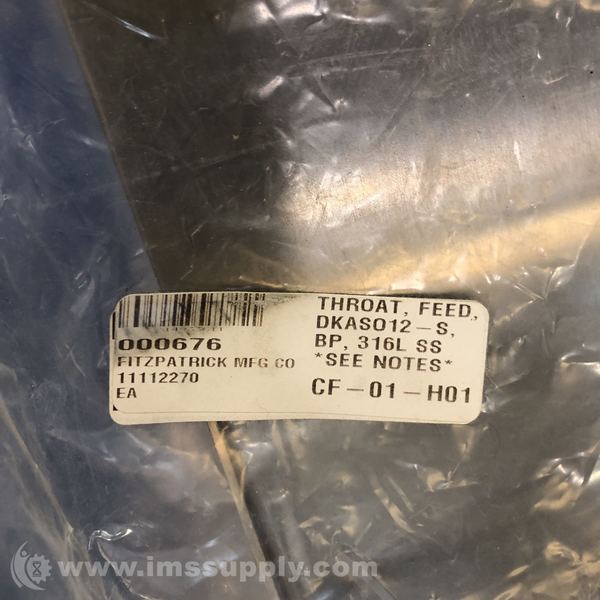 000676
FITZPATRICK MFG CO
11112270
EA
THROAT, FEED,
DKASO12-S,
BP, 316L SS
*SEE NOTES*
CF-01-H01
www.imssupply.com